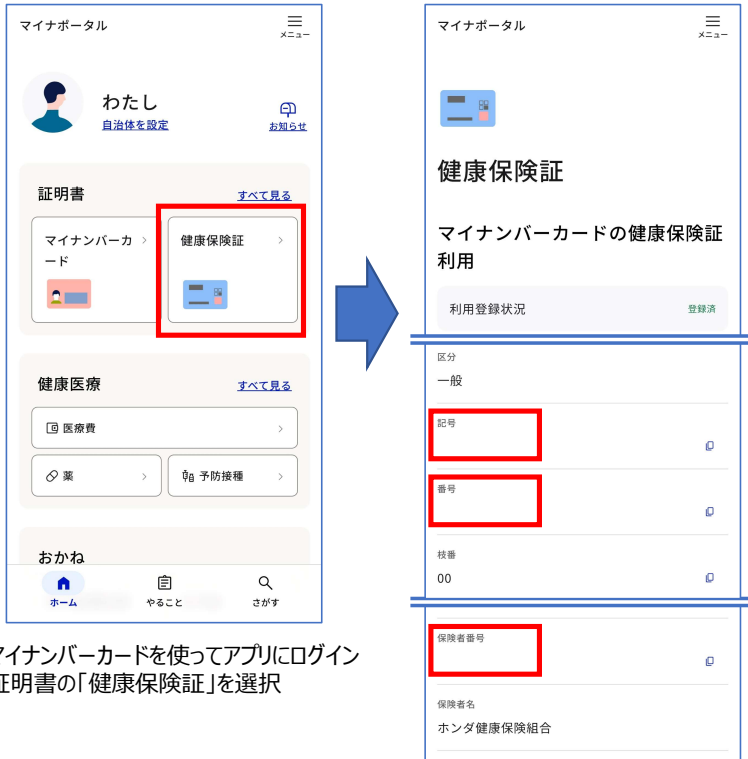 マイナポータル
メニュー
わたし
自治体を設定
お知らせ
証明書
すべて見る
マイナンバーカ
ード
健康保険証
健康医療
すべて見る
医療費
薬
予防接種
おかね
ホーム
やること
さがす
マイナンバーカードを使ってアプリにログイン
証明書の「健康保険証」を選択
マイナポータル
メニュー
健康保険証
マイナンバーカードの健康保険証
利用
利用登録状況
登録済
区分
一般
記号
番号
枝番
00
保険者番号
保険者名
ホンダ健康保険組合